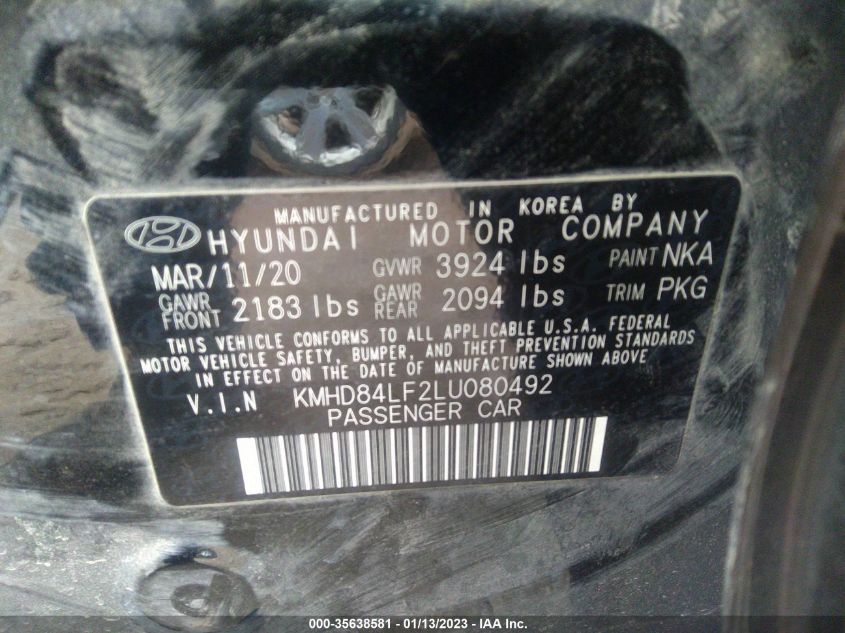 MANUFACTURED IN KOREA BY
HYUNDAI MOTOR COMPANY
MAR/11/20 GVWR 3924 lbs PAINT NKA
GAWR FRONT 2183 lbs GAWR REAR 2094 lbs TRIM PKG
THIS VEHICLE CONFORMS TO ALL APPLICABLE U.S.A. FEDERAL
MOTOR VEHICLE SAFETY, BUMPER, AND THEFT PREVENTION STANDARDS
IN EFFECT ON THE DATE OF MANUFACTURE SHOWN ABOVE
V.I.N KMHD84LF2LU080492
PASSENGER CAR
000-35638581 - 01/13/2023 - IAA Inc.